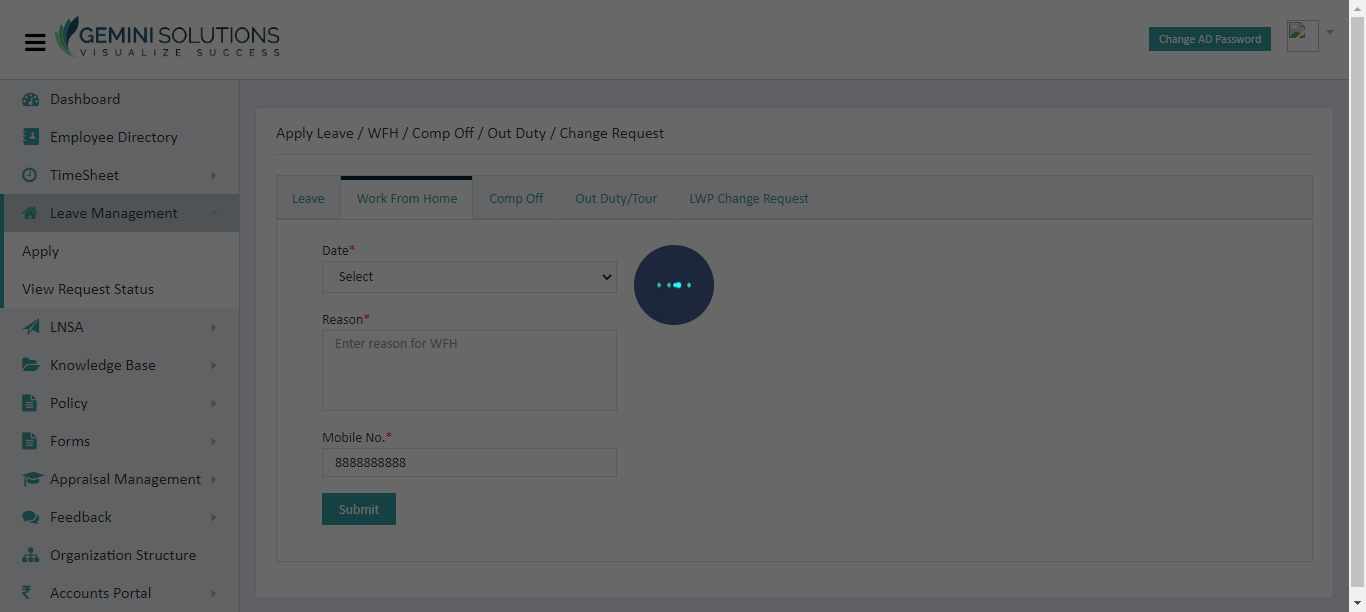 GEMINI SOLUTIONS
VISUALIZE SUCCESS
Change AD Password
Dashboard
Employee Directory
TimeSheet
Leave Management
Apply
View Request Status
LNSA
Knowledge Base
Policy
Forms
Appraisal Management
Feedback
Organization Structure
Accounts Portal
Apply Leave / WFH / Comp Off / Out Duty / Change Request
Leave Work From Home Comp Off Out Duty/Tour LWP Change Request
Date*
Select
Reason*
Enter reason for WFH
Mobile No.*
8888888888
Submit